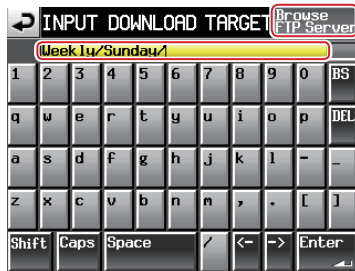 INPUT DOWNLOAD TARGET Browse
FTP Server
Weekly/Sunday/
1 2 3 4 5 6 7 8 9 0 BS
q w e r t y u i o p DEL
a s d f g h j k l - _
z x c v b n m , . [ ]
Shift Caps Space / <- -> Enter